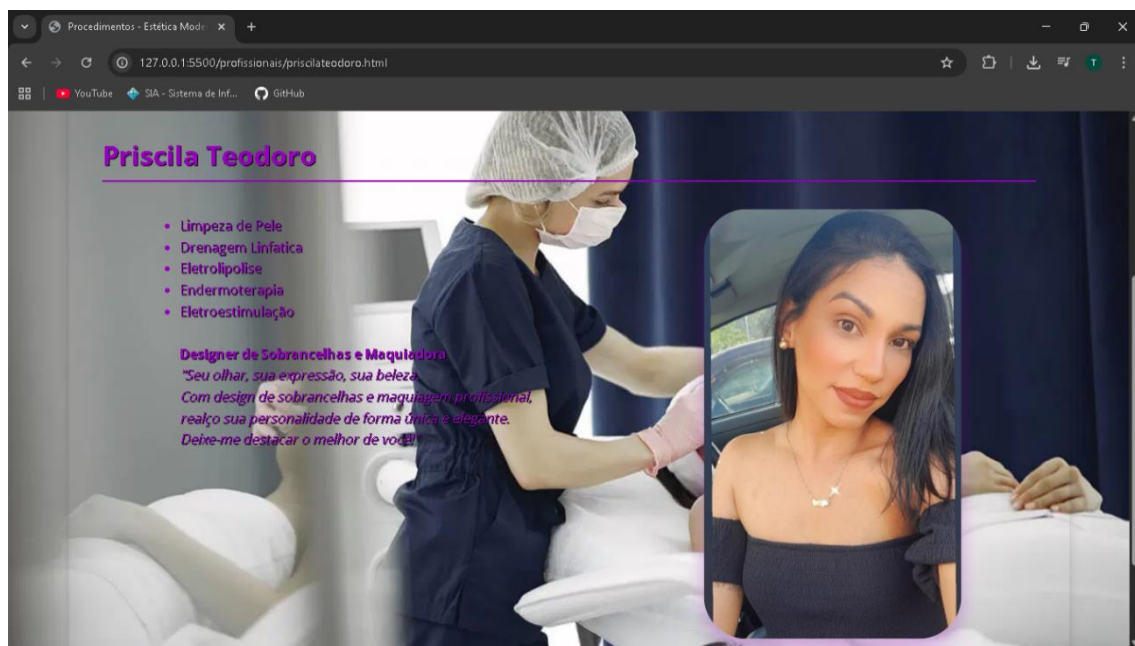 Procedimentos - Estética Mode
127.0.0.1:5500/profissionais/priscilateodoro.html
YouTube
SIA - Sistema de Inf...
GitHub
T
Priscila Teodoro
• Limpeza de Pele
• Drenagem Linfatica
• Eletrolipolise
• Endermoterapia
• Eletroestimulação
Designer de Sobrancelhas e Maquiadora
"Seu olhar, sua expressão, sua beleza.
Com design de sobrancelhas e maquiagem profissional,
realço sua personalidade de forma única e elegante.
Deixe-me destacar o melhor de você!"